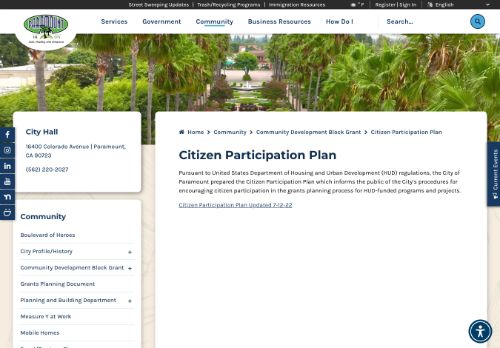 Street Sweeping Updates | Trash/Recycling Programs | Immigration Resources
° F | Register | Sign In | English
PARAMOUNT
Services Government Community Business Resources How Do I Search...
City Hall
16400 Colorado Avenue | Paramount,
CA 90723
(562) 220-2027
Community
Boulevard of Heroes
City Profile/History +
Community Development Block Grant +
Grants Planning Document
Planning and Building Department +
Measure Y at Work
Mobile Homes
Home > Community > Community Development Block Grant > Citizen Participation Plan
Citizen Participation Plan
Pursuant to United States Department of Housing and Urban Development (HUD) regulations, the City of
Paramount prepared the Citizen Participation Plan which informs the public of the City's procedures for
encouraging citizen participation in the grants planning process for HUD-funded programs and projects.
Citizen Participation Plan Updated 7-12-22
Current Events